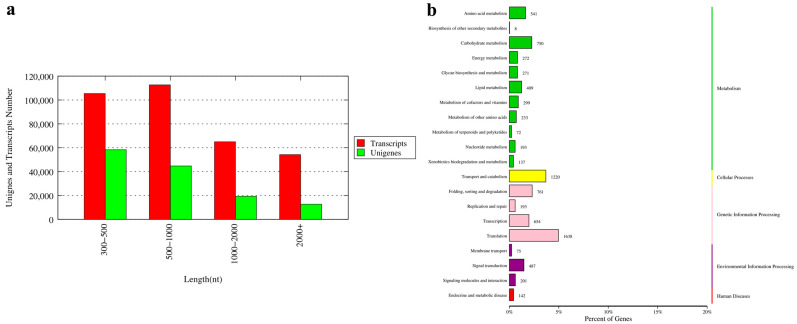 a
Unigenes and Transcripts Number
120,000
100,000
80,000
60,000
40,000
20,000
0
300−500
500−1000
1000−2000
2000+
Length(nt)
Transcripts
Unigenes
b
Amino acid metabolism 541
Biosynthesis of other secondary metabolites 8
Carbohydrate metabolism 750
Energy metabolism 272
Glycan biosynthesis and metabolism 271
Lipid metabolism 409
Metabolism of cofactors and vitamins 299
Metabolism of other amino acids 233
Metabolism of terpenoids and polyketides 72
Nucleotide metabolism 193
Xenobiotics biodegradation and metabolism 137
Transport and catabolism 1220
Folding, sorting and degradation 761
Replication and repair 195
Transcription 654
Translation 1638
Membrane transport 75
Signal transduction 487
Signaling molecules and interaction 201
Endocrine and metabolic disease 142
Metabolism
Cellular Processes
Genetic Information Processing
Environmental Information Processing
Human Diseases
0% 5% 10% 15% 20%
Percent of Genes